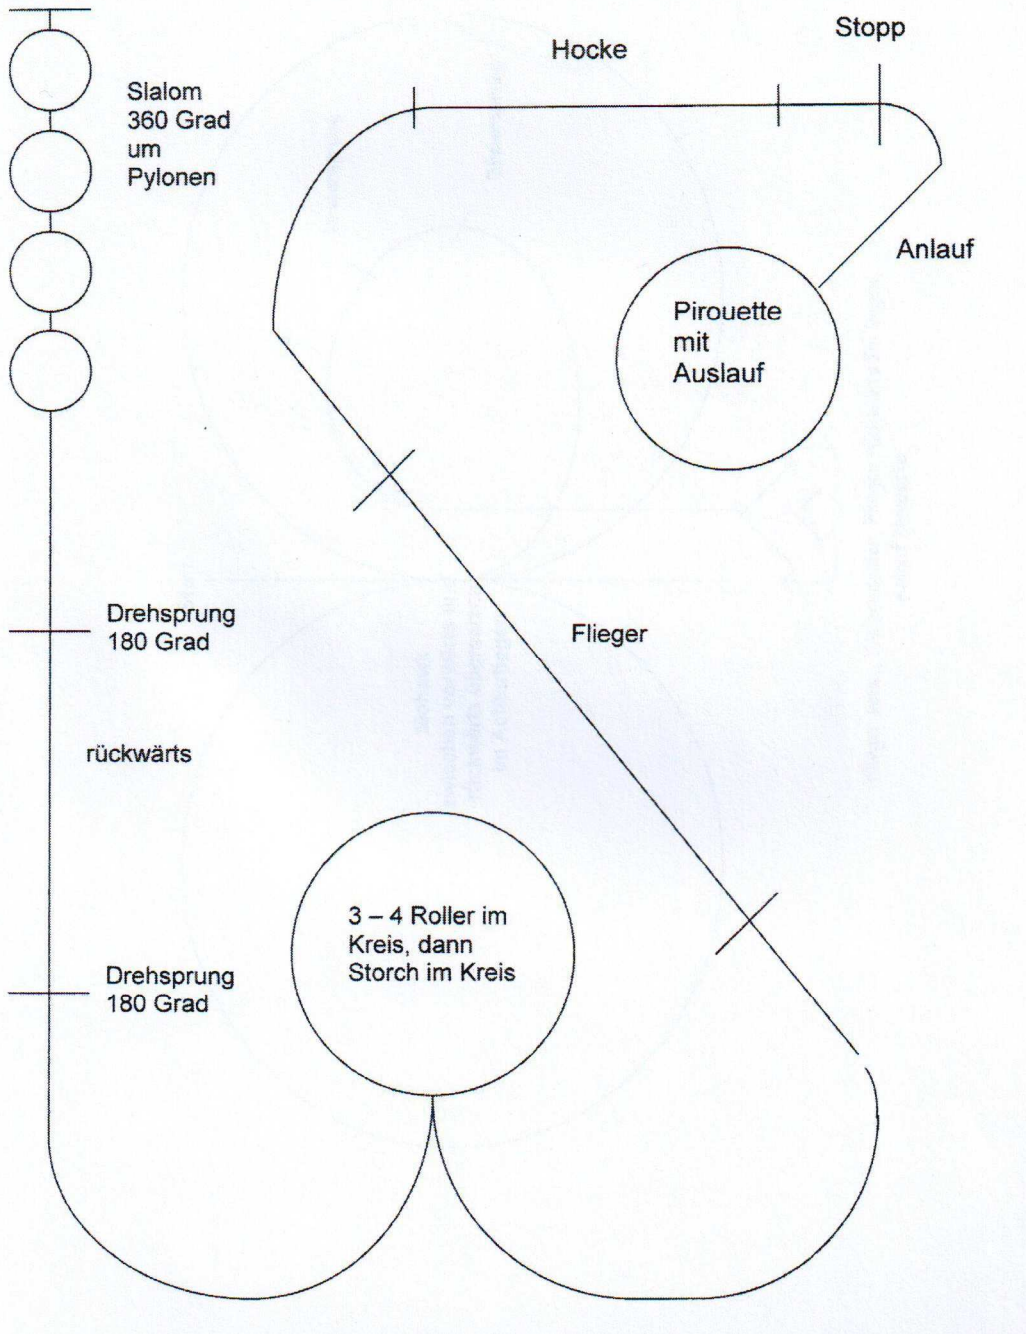 Stopp
Hocke
Slalom
360 Grad
um
Pylonen
Anlauf
Pirouette
mit
Auslauf
Drehsprung
180 Grad
Flieger
rückwärts
3 – 4 Roller im
Kreis, dann
Storch im Kreis
Drehsprung
180 Grad